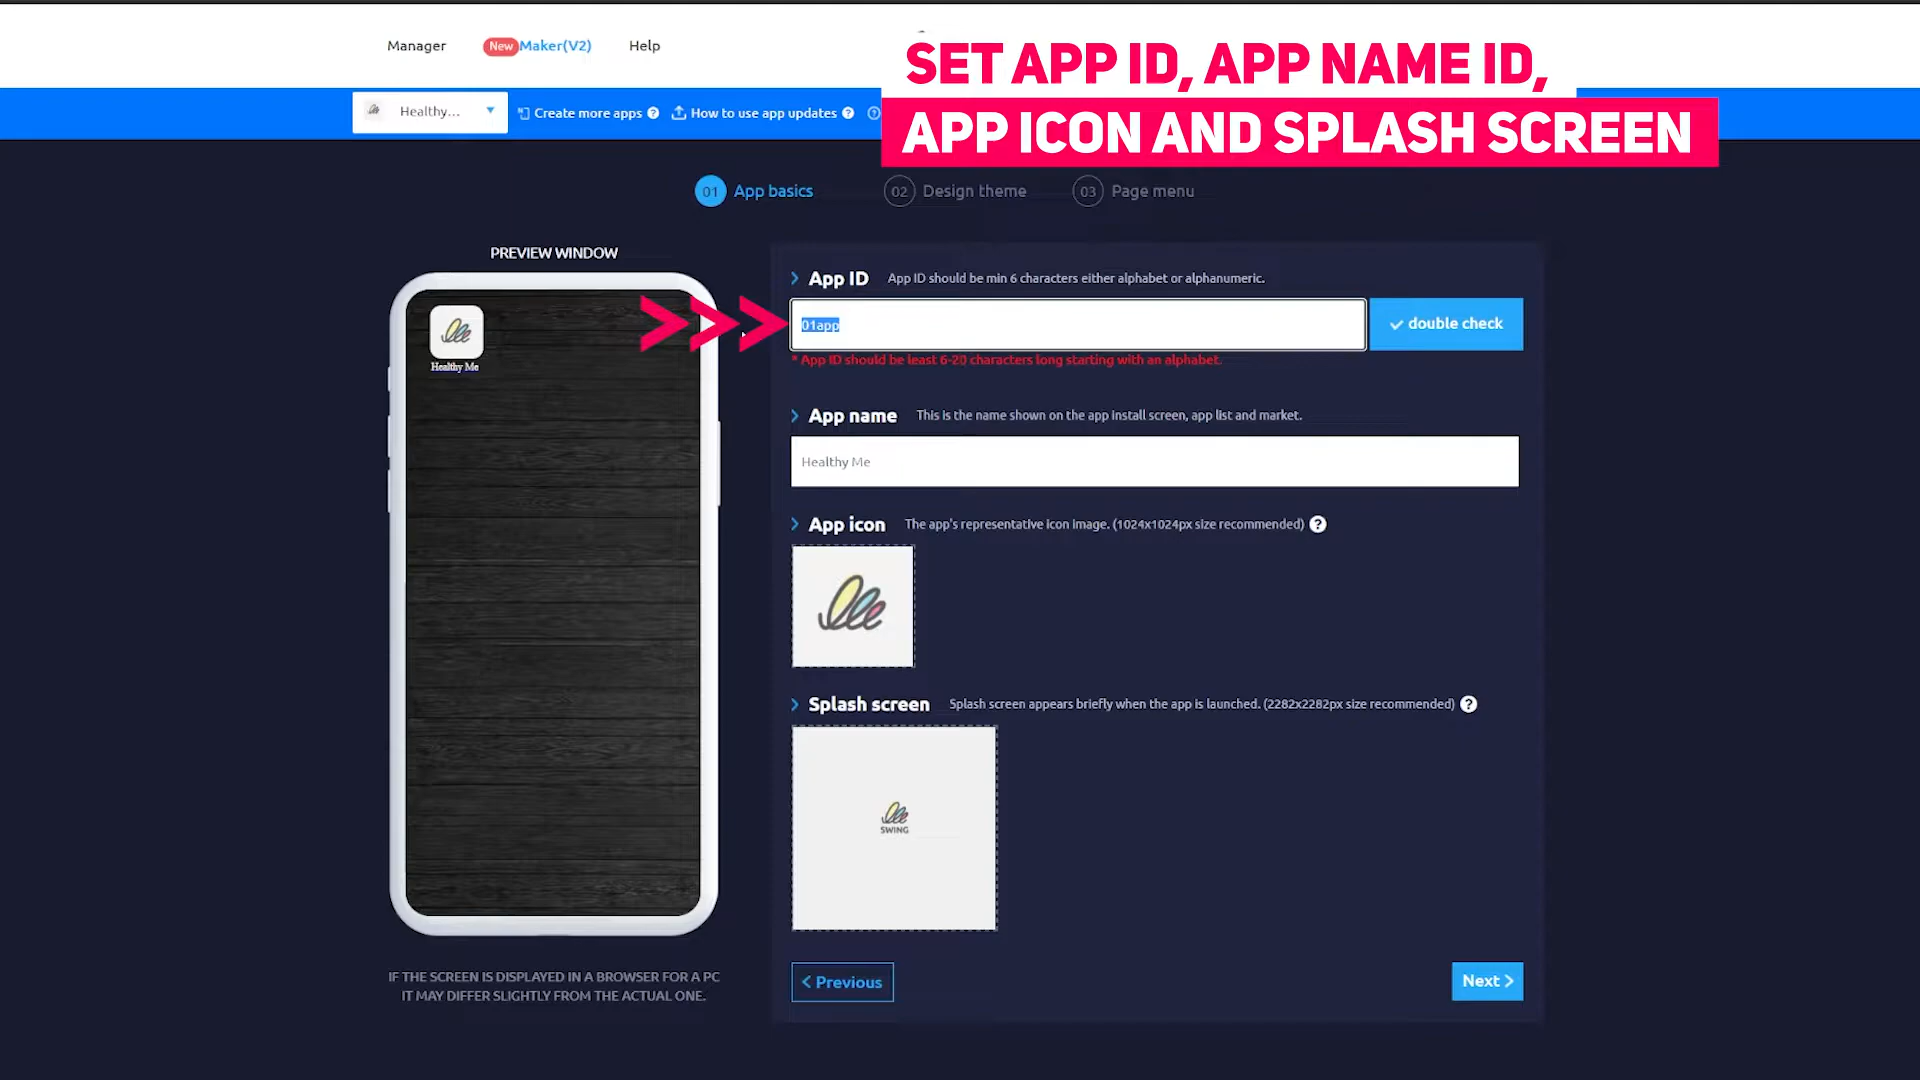 Manager
New Maker(V2)
Help
SET APP ID, APP NAME ID,
APP ICON AND SPLASH SCREEN
Healthy...
Create more apps ?
How to use app updates ?
01 App basics
02 Design theme
03 Page menu
PREVIEW WINDOW
Healthy Me
IF THE SCREEN IS DISPLAYED IN A BROWSER FOR A PC
IT MAY DIFFER SLIGHTLY FROM THE ACTUAL ONE.
App ID App ID should be min 6 characters either alphabet or alphanumeric.
01app
double check
* App ID should be least 6-20 characters long starting with an alphabet.
App name This is the name shown on the app install screen, app list and market.
Healthy Me
App icon The app's representative icon image. (1024x1024px size recommended) ?
Splash screen Splash screen appears briefly when the app is launched. (2282x2282px size recommended) ?
SWING
< Previous
Next >